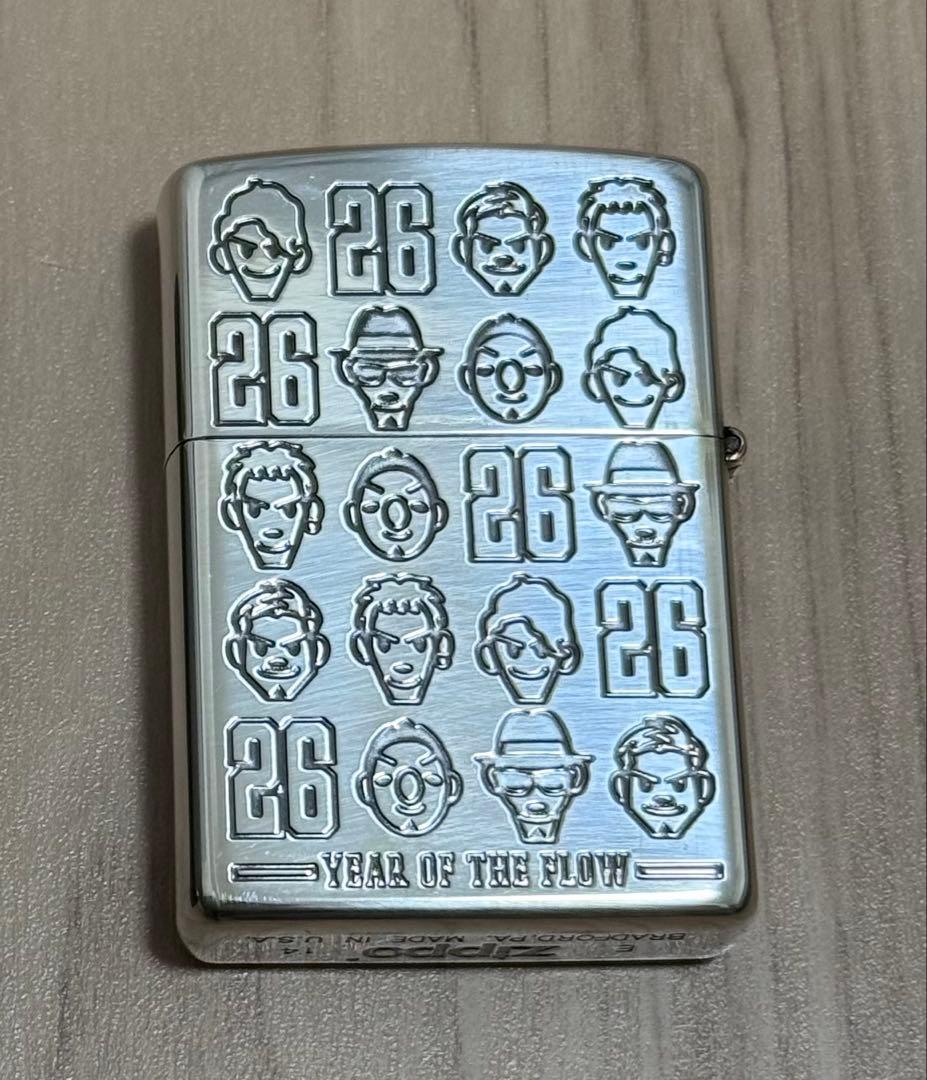 26
26
26
26
26
YEAR OF THE FLOW
E zippo 14
BRADFORD, PA. MADE IN U.S.A.